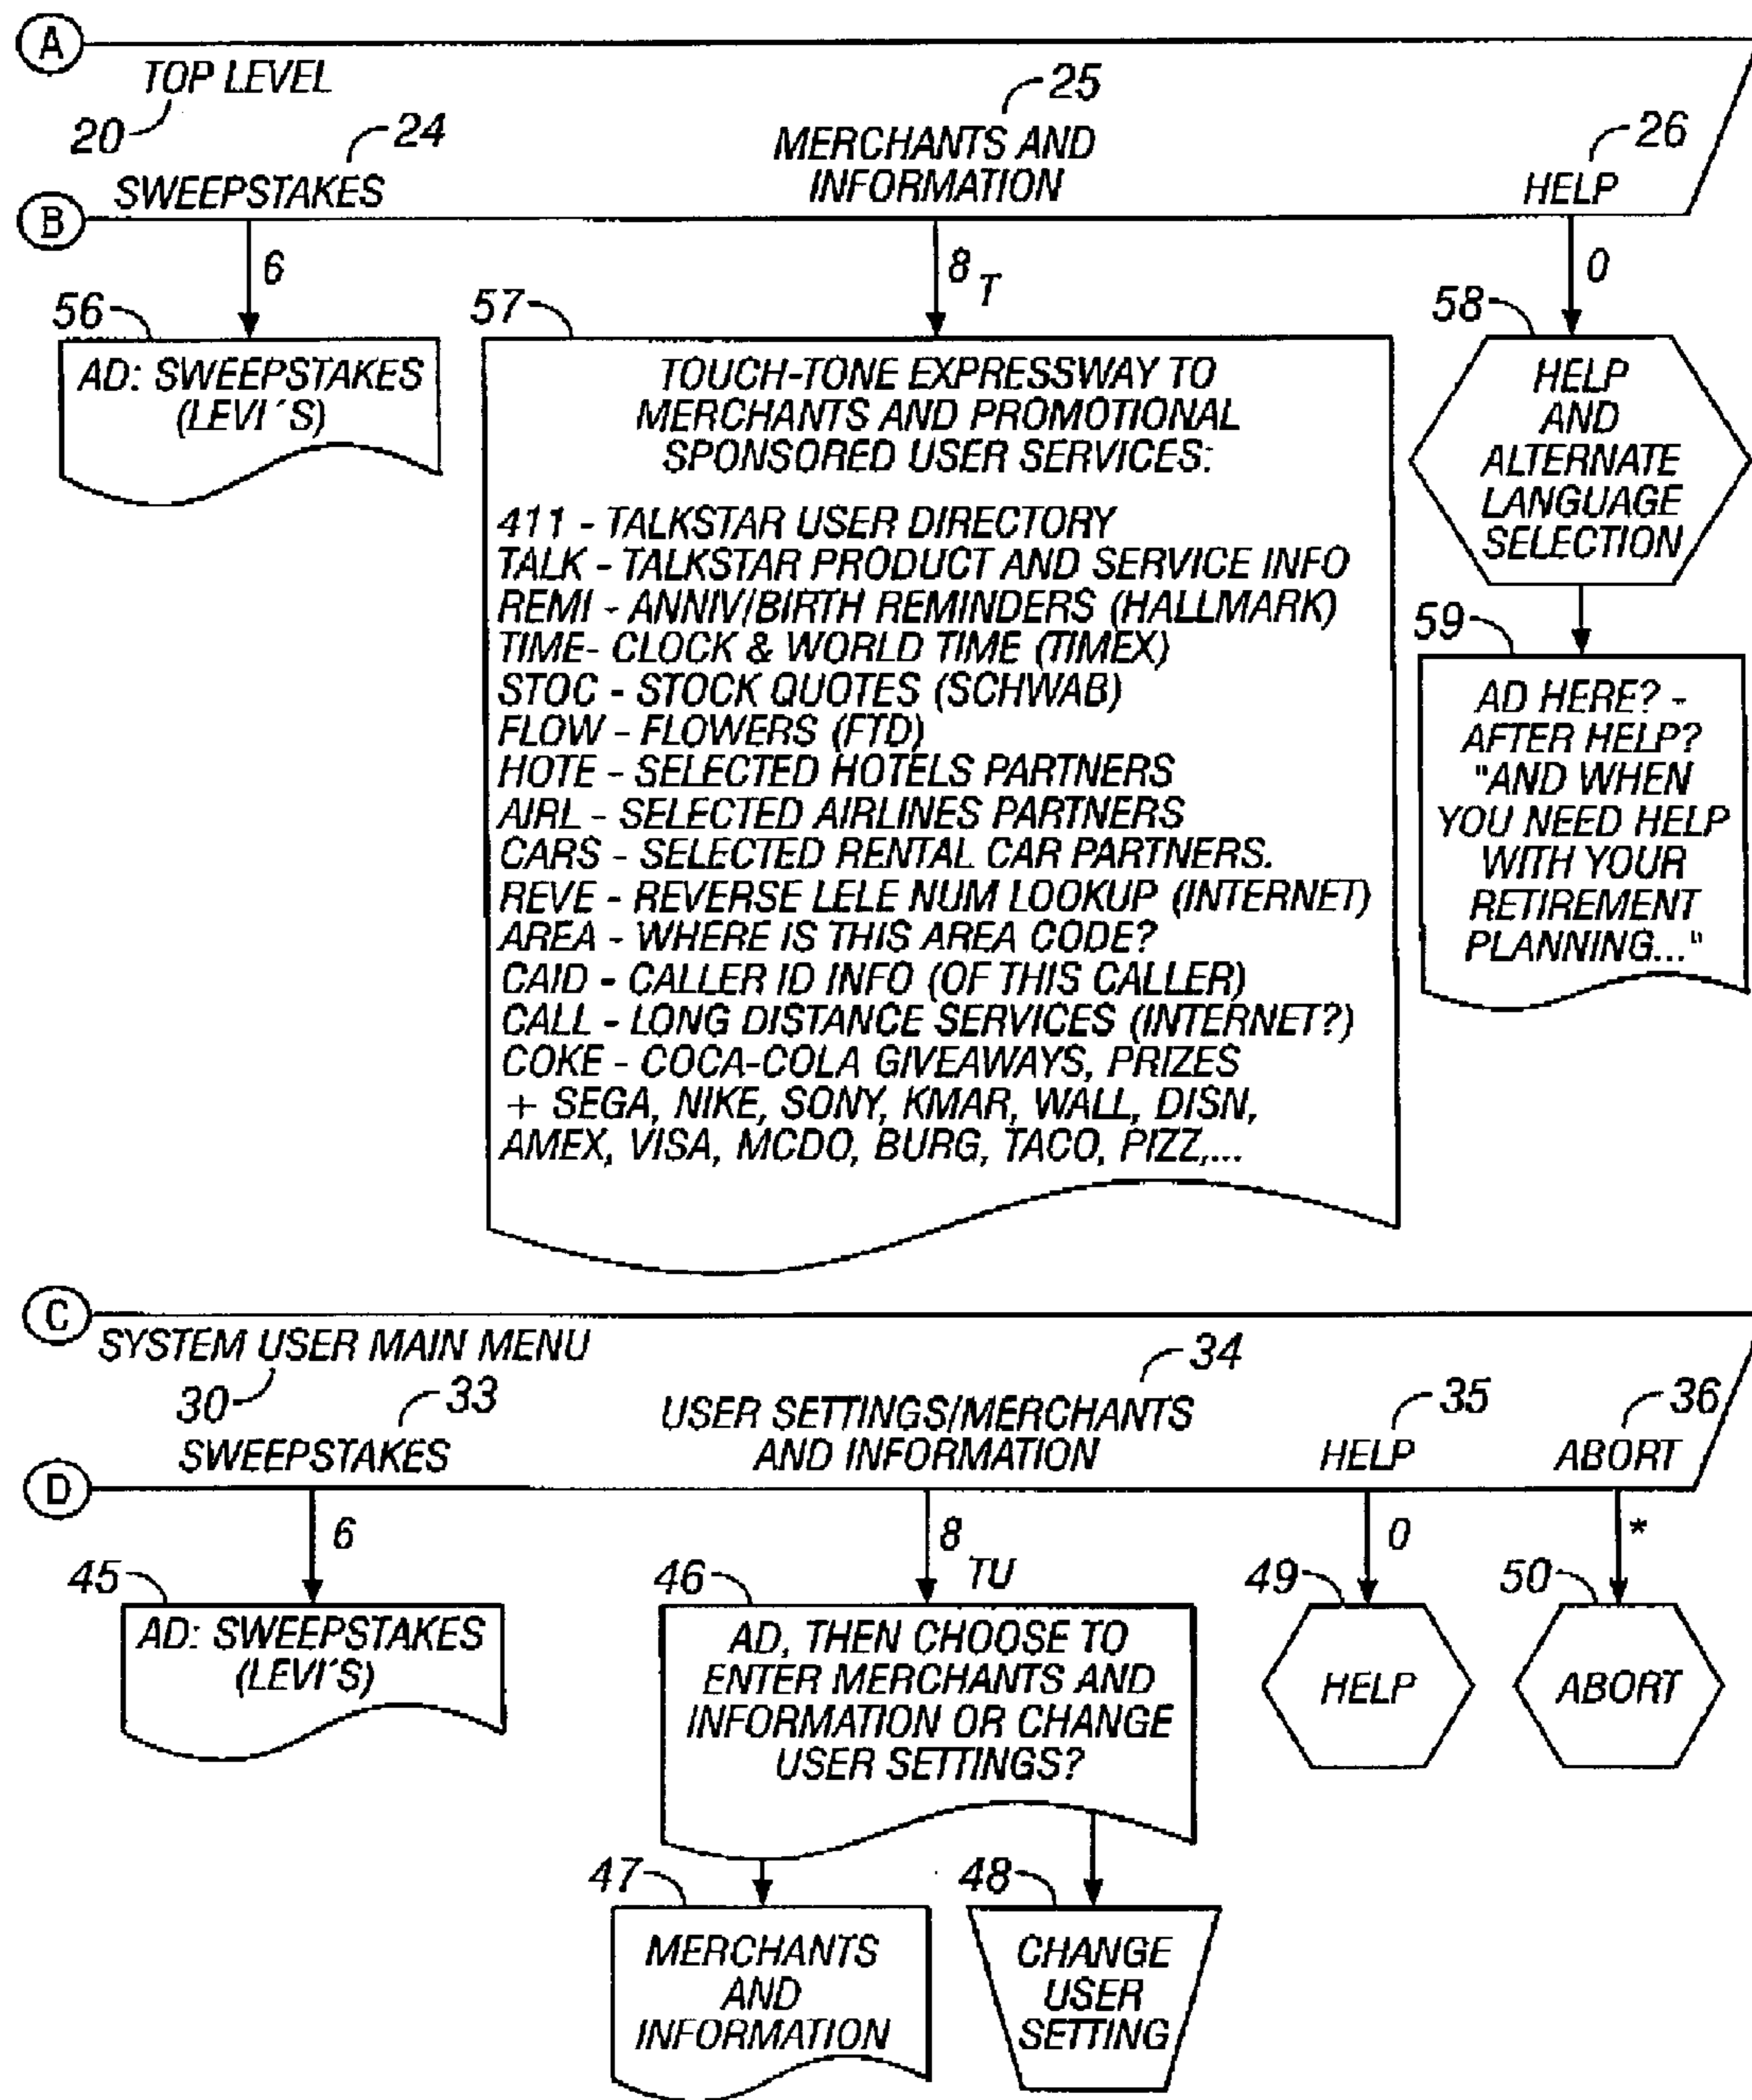 A
TOP LEVEL
20
24
25
26
SWEEPSTAKES
MERCHANTS AND
INFORMATION
HELP
B
6
8 T
0
56
AD: SWEEPSTAKES
(LEVI´S)
57
TOUCH-TONE EXPRESSWAY TO
MERCHANTS AND PROMOTIONAL
SPONSORED USER SERVICES:
411 - TALKSTAR USER DIRECTORY
TALK - TALKSTAR PRODUCT AND SERVICE INFO
REMI - ANNIV/BIRTH REMINDERS (HALLMARK)
TIME- CLOCK & WORLD TIME (TIMEX)
STOC - STOCK QUOTES (SCHWAB)
FLOW - FLOWERS (FTD)
HOTE - SELECTED HOTELS PARTNERS
AIRL - SELECTED AIRLINES PARTNERS
CARS - SELECTED RENTAL CAR PARTNERS.
REVE - REVERSE LELE NUM LOOKUP (INTERNET)
AREA - WHERE IS THIS AREA CODE?
CAID - CALLER ID INFO (OF THIS CALLER)
CALL - LONG DISTANCE SERVICES (INTERNET?)
COKE - COCA-COLA GIVEAWAYS, PRIZES
+ SEGA, NIKE, SONY, KMAR, WALL, DISN,
AMEX, VISA, MCDO, BURG, TACO, PIZZ,...
58
HELP
AND
ALTERNATE
LANGUAGE
SELECTION
59
AD HERE? -
AFTER HELP?
"AND WHEN
YOU NEED HELP
WITH YOUR
RETIREMENT
PLANNING..."
C
SYSTEM USER MAIN MENU
30
33
34
35
36
SWEEPSTAKES
USER SETTINGS/MERCHANTS
AND INFORMATION
HELP
ABORT
D
6
8 TU
0
*
45
AD: SWEEPSTAKES
(LEVI´S)
46
AD, THEN CHOOSE TO
ENTER MERCHANTS AND
INFORMATION OR CHANGE
USER SETTINGS?
49
HELP
50
ABORT
47
MERCHANTS
AND
INFORMATION
48
CHANGE
USER
SETTING